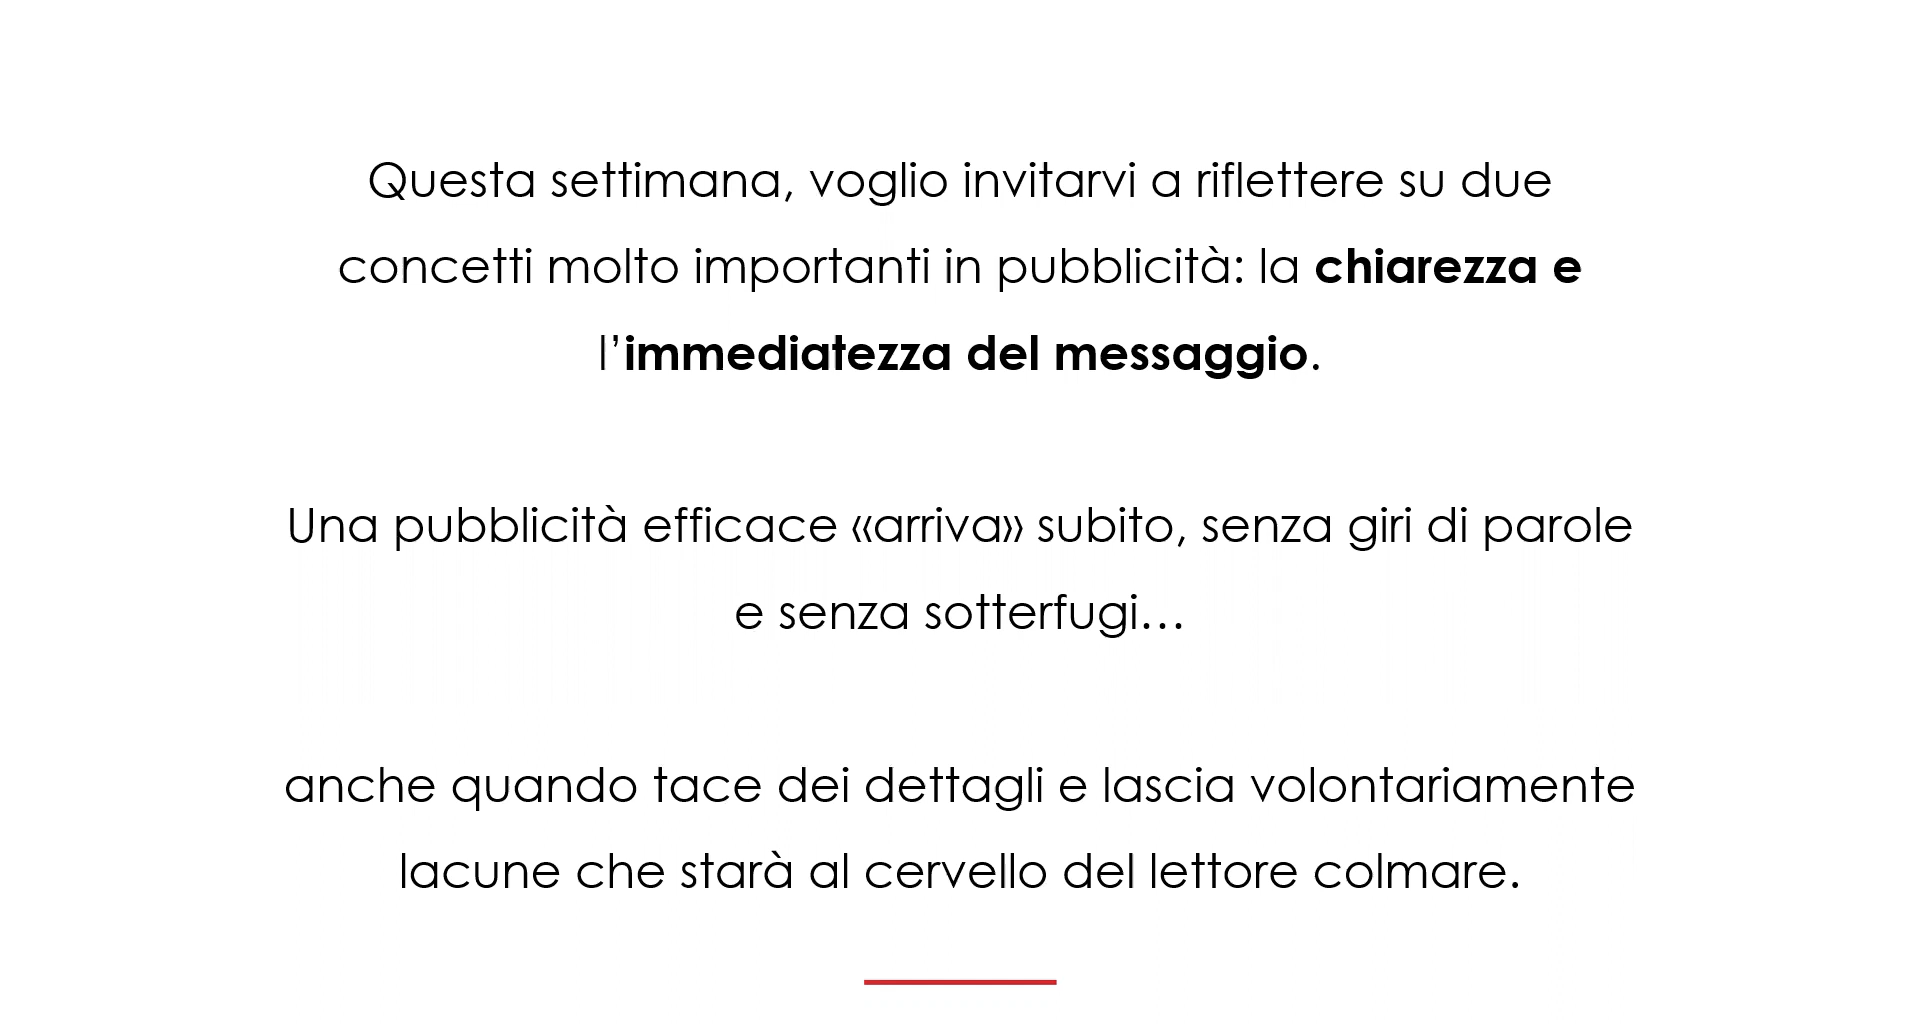 Questa settimana, voglio invitarvi a riflettere su due
concetti molto importanti in pubblicità: la chiarezza e
l’immediatezza del messaggio.
Una pubblicità efficace «arriva» subito, senza giri di parole
e senza sotterfugi…
anche quando tace dei dettagli e lascia volontariamente
lacune che starà al cervello del lettore colmare.